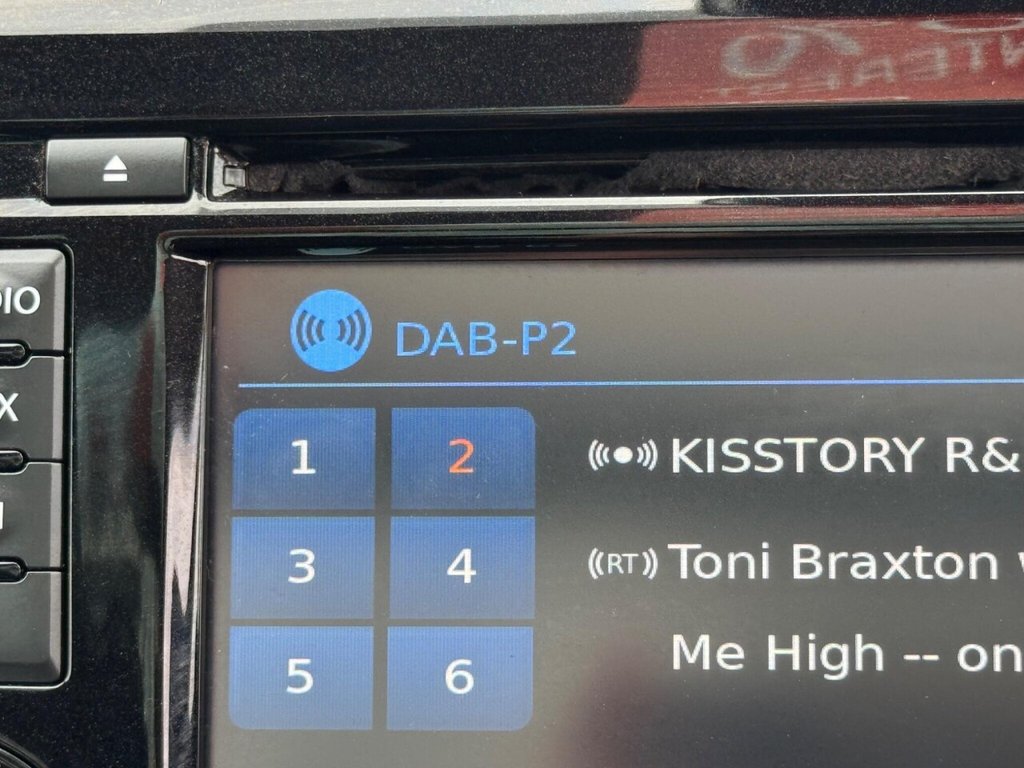 DIO
X
DAB-P2
1 2
KISSTORY R&
3 4
RT Toni Braxton
5 6
Me High -- on